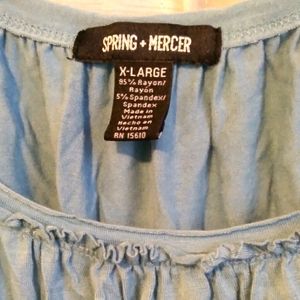 SPRING + MERCER
X-LARGE
95% Rayon/
Rayón
5% Spandex/
Spandex
Made in
Vietnam
Hecho en
Vietnam
RN 15610